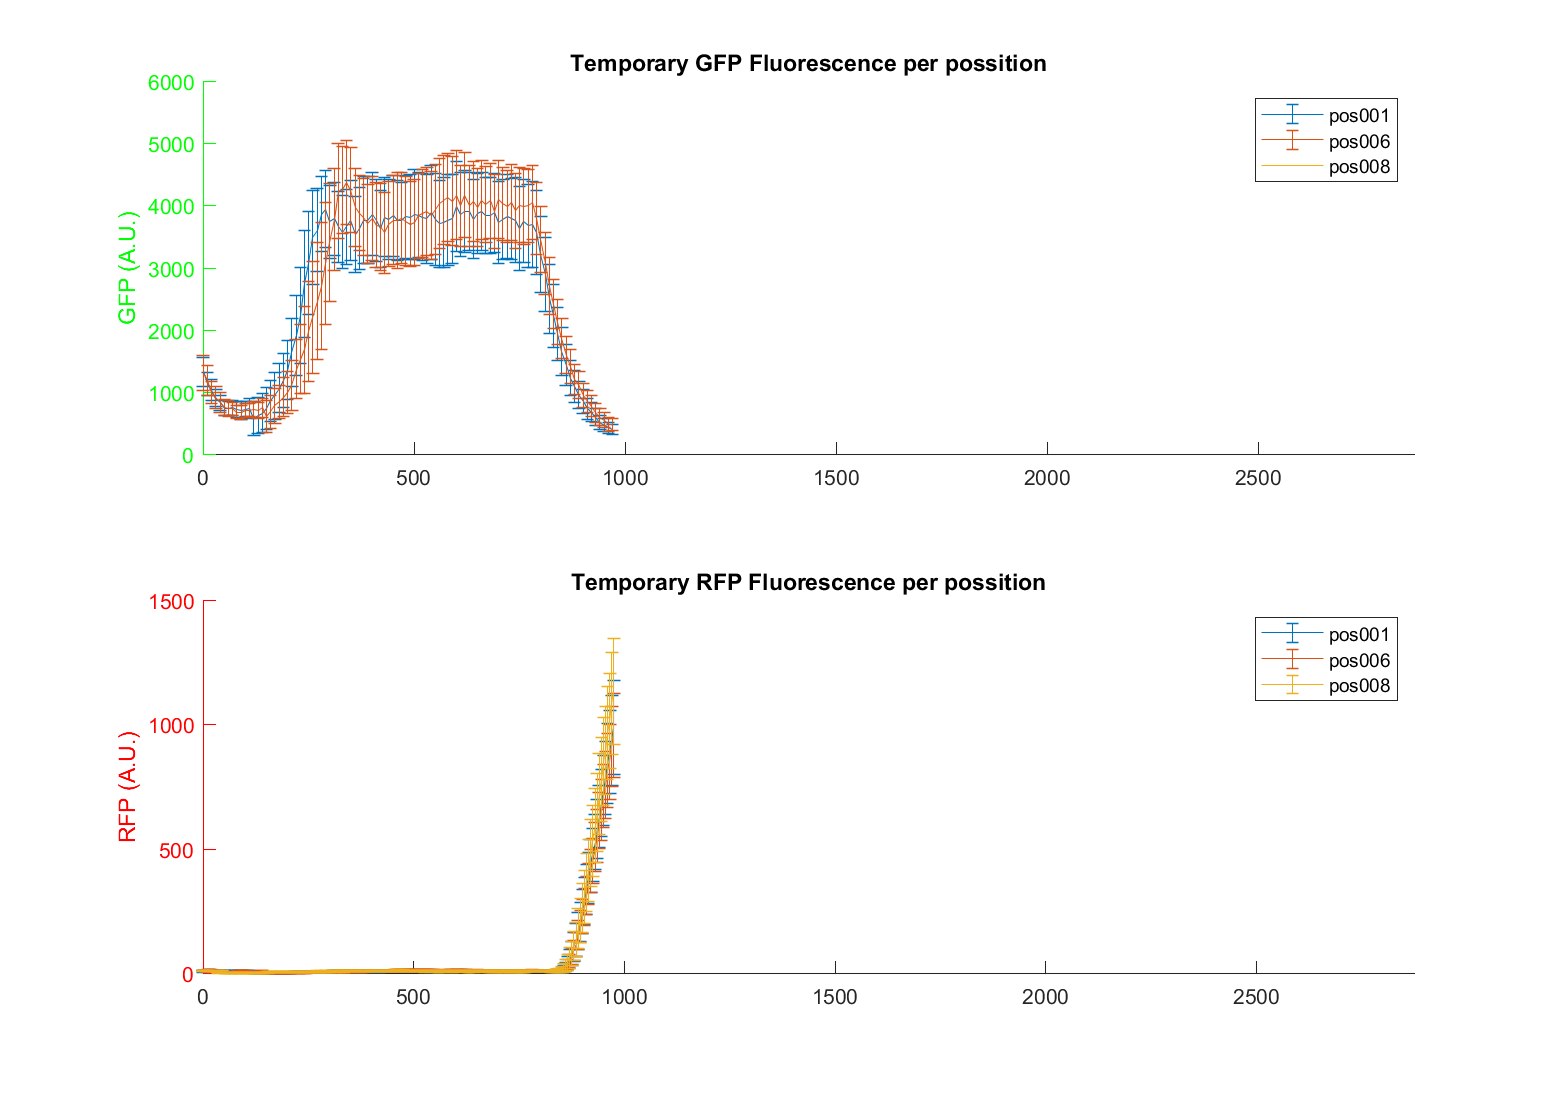 Temporary GFP Fluorescence per possition
6000
5000
4000
3000
2000
1000
0
GFP (A.U.)
0 500 1000 1500 2000 2500
pos001
pos006
pos008
Temporary RFP Fluorescence per possition
1500
1000
500
0
RFP (A.U.)
0 500 1000 1500 2000 2500
pos001
pos006
pos008